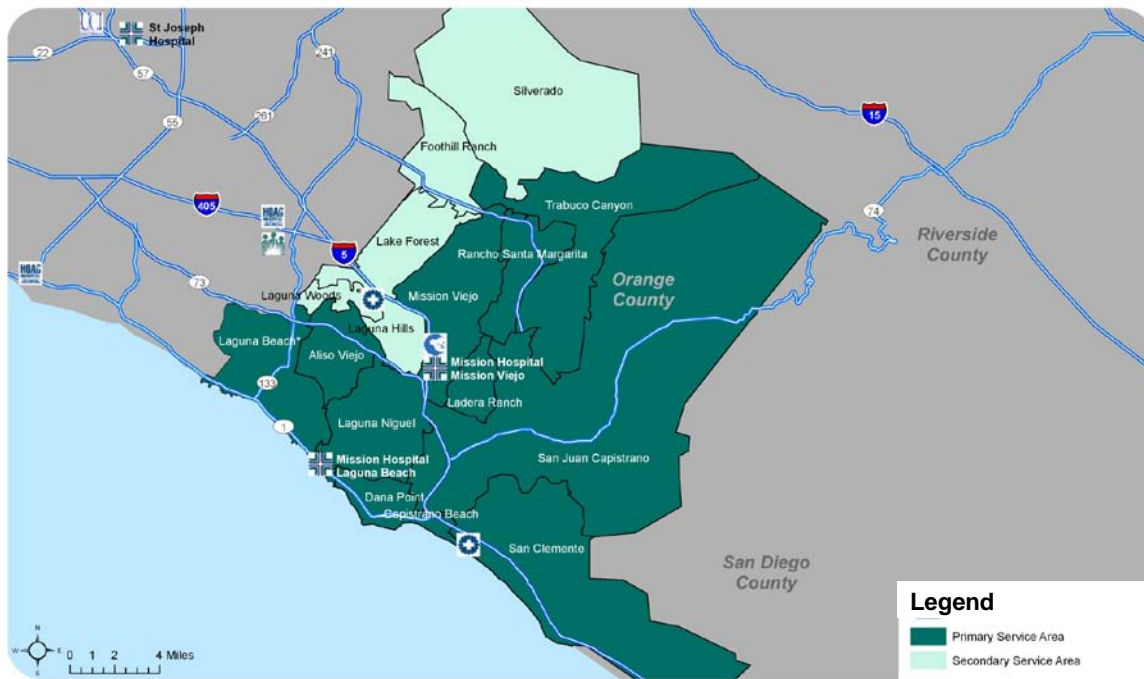 St Joseph
Hospital
22
57
241
261
55
405
HOAG
HOAG
5
15
74
73
133
1
Silverado
Foothill Ranch
Trabuco Canyon
Lake Forest
Rancho Santa Margarita
Riverside
County
Orange
County
Laguna Woods
Mission Viejo
Laguna Hills
Laguna Beach*
Aliso Viejo
Mission Hospital
Mission Viejo
Ladera Ranch
Laguna Niguel
Mission Hospital
Laguna Beach
San Juan Capistrano
Dana Point
Capistrano Beach
San Clemente
San Diego
County
Legend
Primary Service Area
Secondary Service Area
N
W
E
S
0 1 2 4 Miles